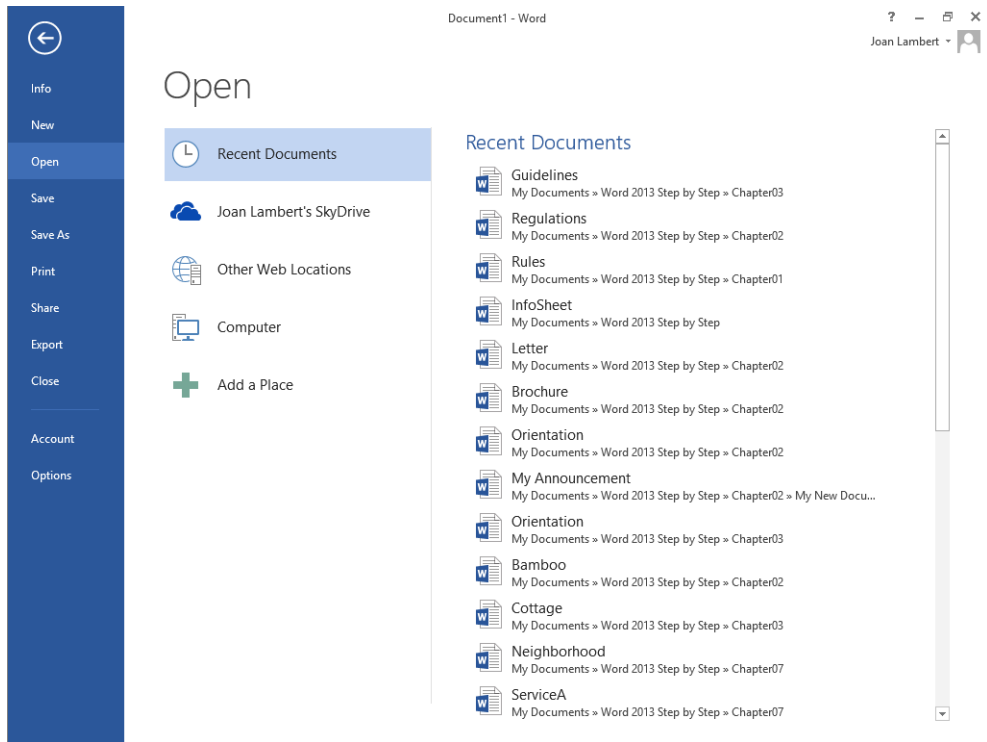 Document1 - Word
?
Joan Lambert
Info
New
Open
Save
Save As
Print
Share
Export
Close
Account
Options
Open
Recent Documents
Joan Lambert's SkyDrive
Other Web Locations
Computer
Add a Place
Recent Documents
Guidelines
My Documents » Word 2013 Step by Step » Chapter03
Regulations
My Documents » Word 2013 Step by Step » Chapter02
Rules
My Documents » Word 2013 Step by Step » Chapter01
InfoSheet
My Documents » Word 2013 Step by Step
Letter
My Documents » Word 2013 Step by Step » Chapter02
Brochure
My Documents » Word 2013 Step by Step » Chapter02
Orientation
My Documents » Word 2013 Step by Step » Chapter02
My Announcement
My Documents » Word 2013 Step by Step » Chapter02 » My New Docu...
Orientation
My Documents » Word 2013 Step by Step » Chapter03
Bamboo
My Documents » Word 2013 Step by Step » Chapter02
Cottage
My Documents » Word 2013 Step by Step » Chapter03
Neighborhood
My Documents » Word 2013 Step by Step » Chapter07
ServiceA
My Documents » Word 2013 Step by Step » Chapter07